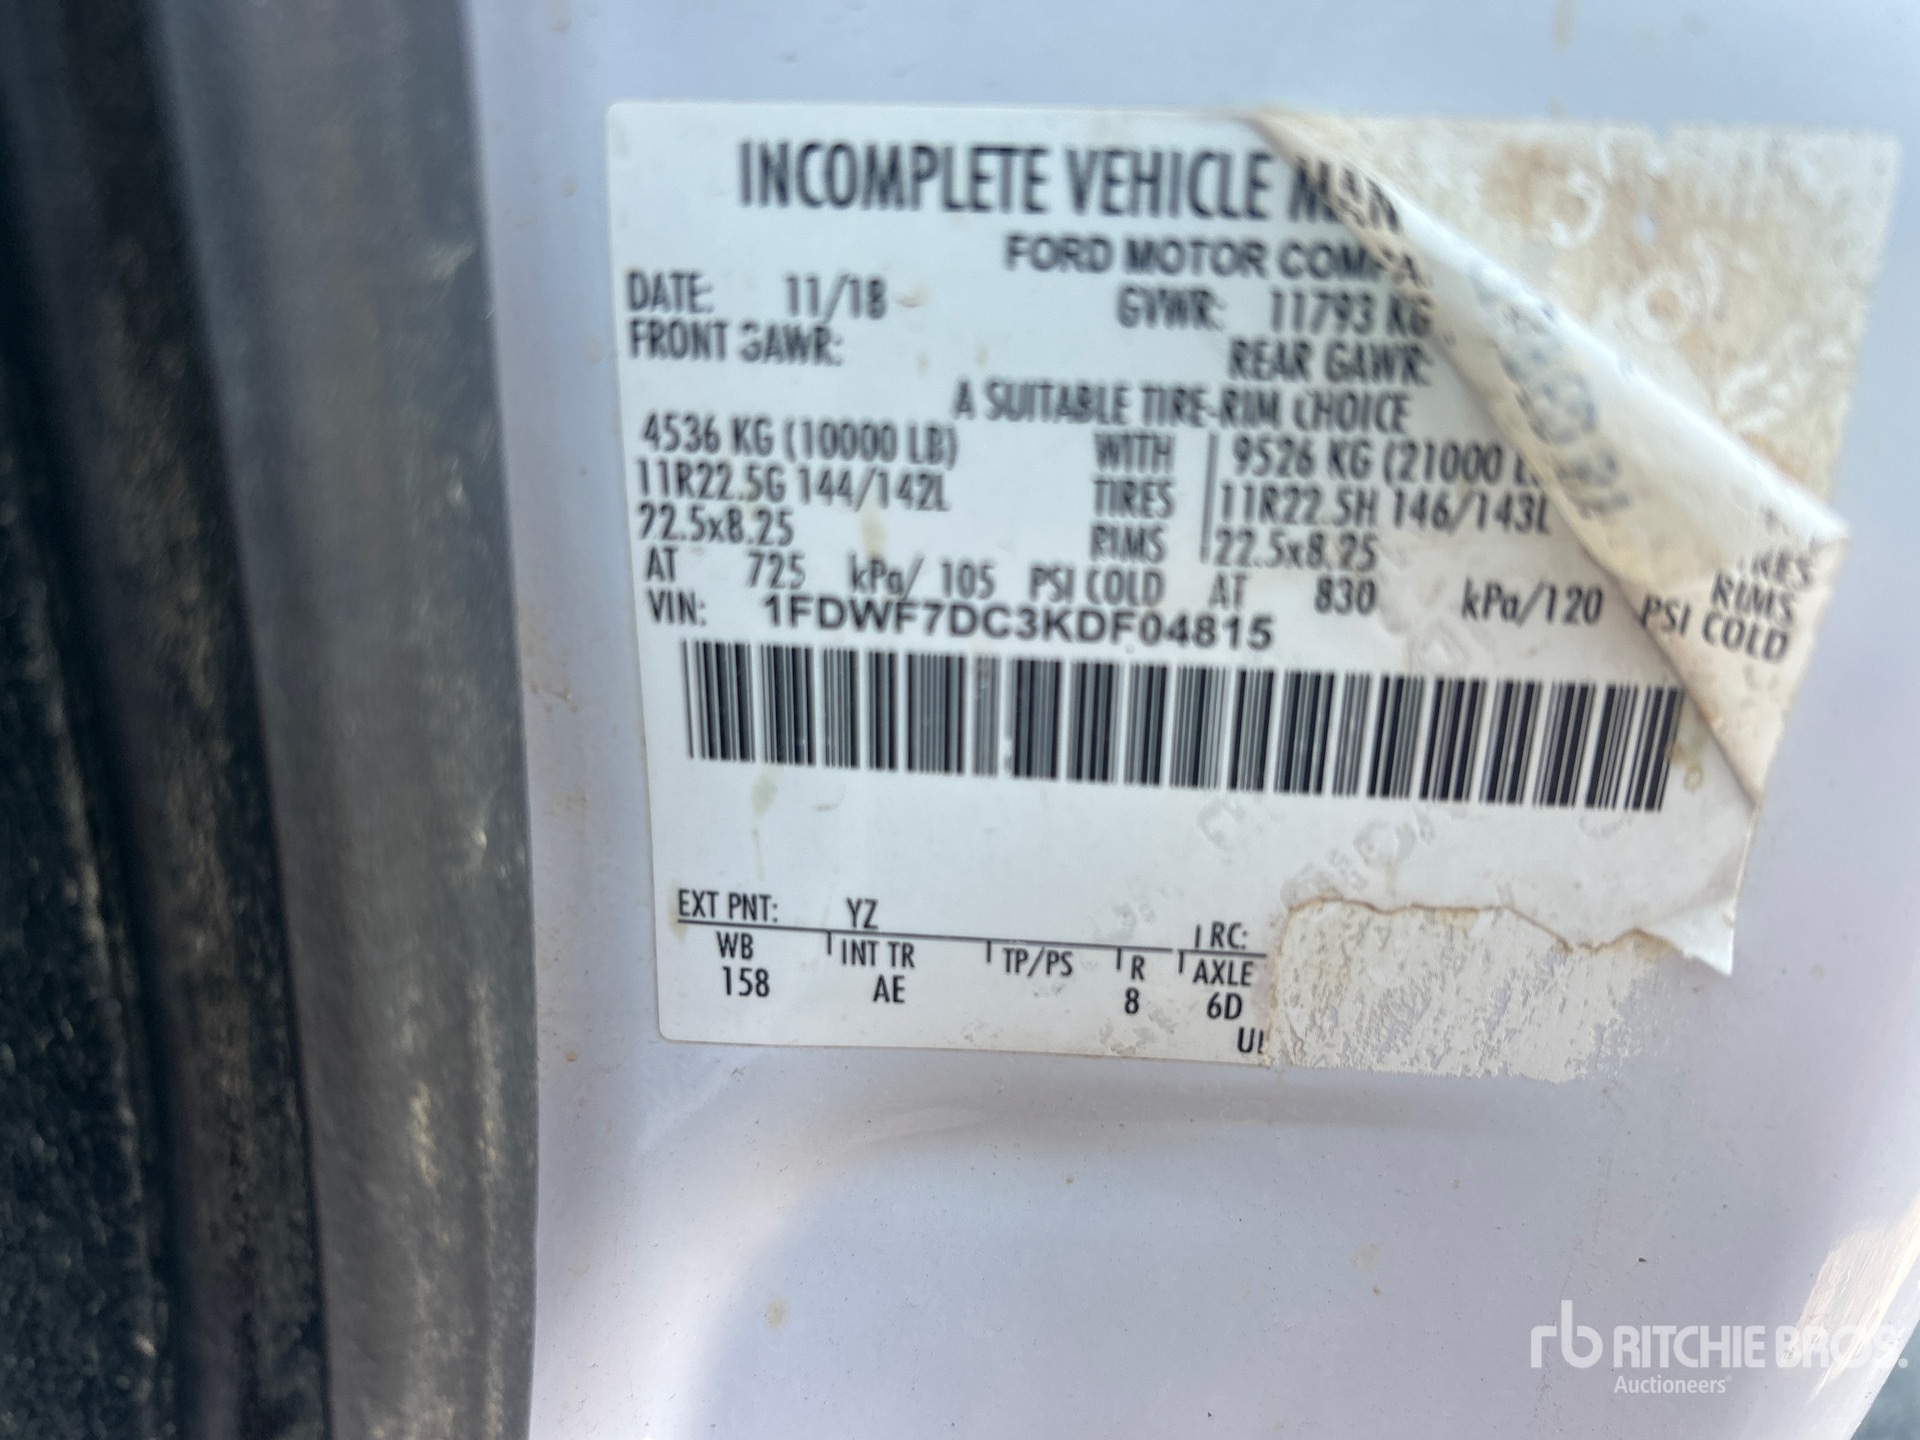 INCOMPLETE VEHICLE MAN
FORD MOTOR COMPA
DATE: 11/18 GVWR: 11793 KG
FRONT GAWR: REAR GAWR:
A SUITABLE TIRE-RIM CHOICE
4536 KG (10000 LB) WITH 9526 KG (21000 L
11R22.5G 144/142L TIRES 11R22.5H 146/143L
22.5x8.25 RIMS 22.5x8.25 RIMS
AT 725 kPa/ 105 PSI COLD AT 830 kPa/120 PSI COLD
VIN: 1FDWF7DC3KDF04815
EXT PNT: YZ RC:
WB INT TR TP/PS R AXLE
158 AE 8 6D
rb RITCHIE BROS.
Auctioneers